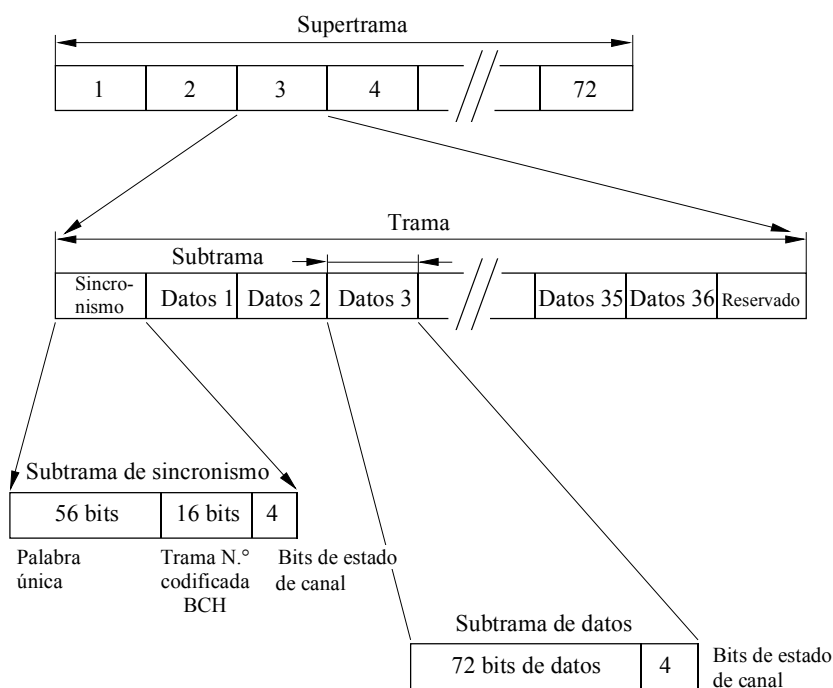 Supertrama
1 2 3 4 72
Trama
Subtrama
Sincro-
nismo
Datos 1 Datos 2 Datos 3 Datos 35 Datos 36 Reservado
Subtrama de sincronismo
56 bits 16 bits 4
Palabra
única
Trama N.°
codificada
BCH
Bits de estado
de canal
Subtrama de datos
72 bits de datos 4
Bits de estado
de canal